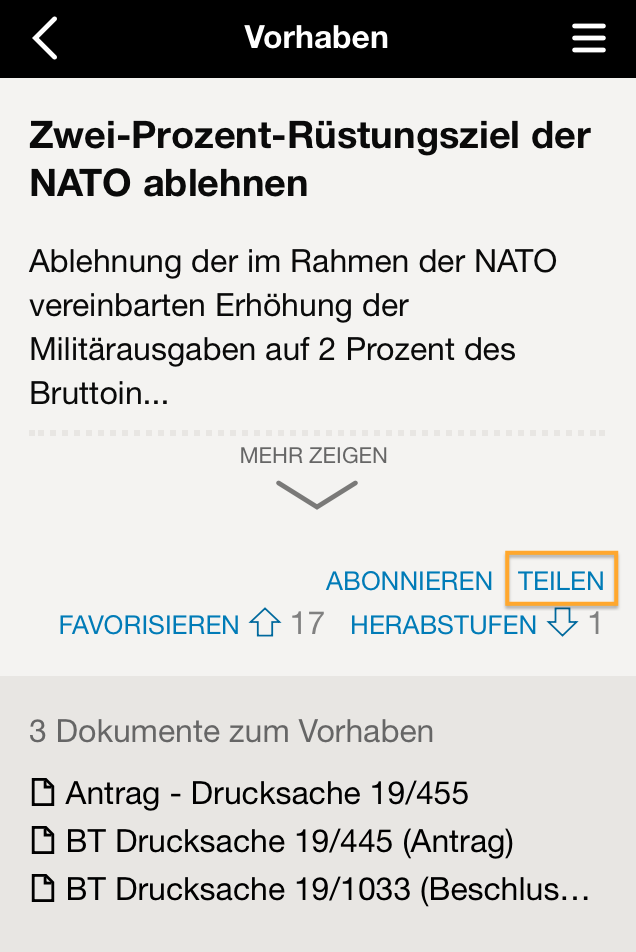 Vorhaben
Zwei-Prozent-Rüstungsziel der
NATO ablehnen
Ablehnung der im Rahmen der NATO
vereinbarten Erhöhung der
Militärausgaben auf 2 Prozent des
Bruttoin...
MEHR ZEIGEN
ABONNIEREN TEILEN
FAVORISIEREN 17 HERABSTUFEN 1
3 Dokumente zum Vorhaben
Antrag - Drucksache 19/455
BT Drucksache 19/445 (Antrag)
BT Drucksache 19/1033 (Beschlus...